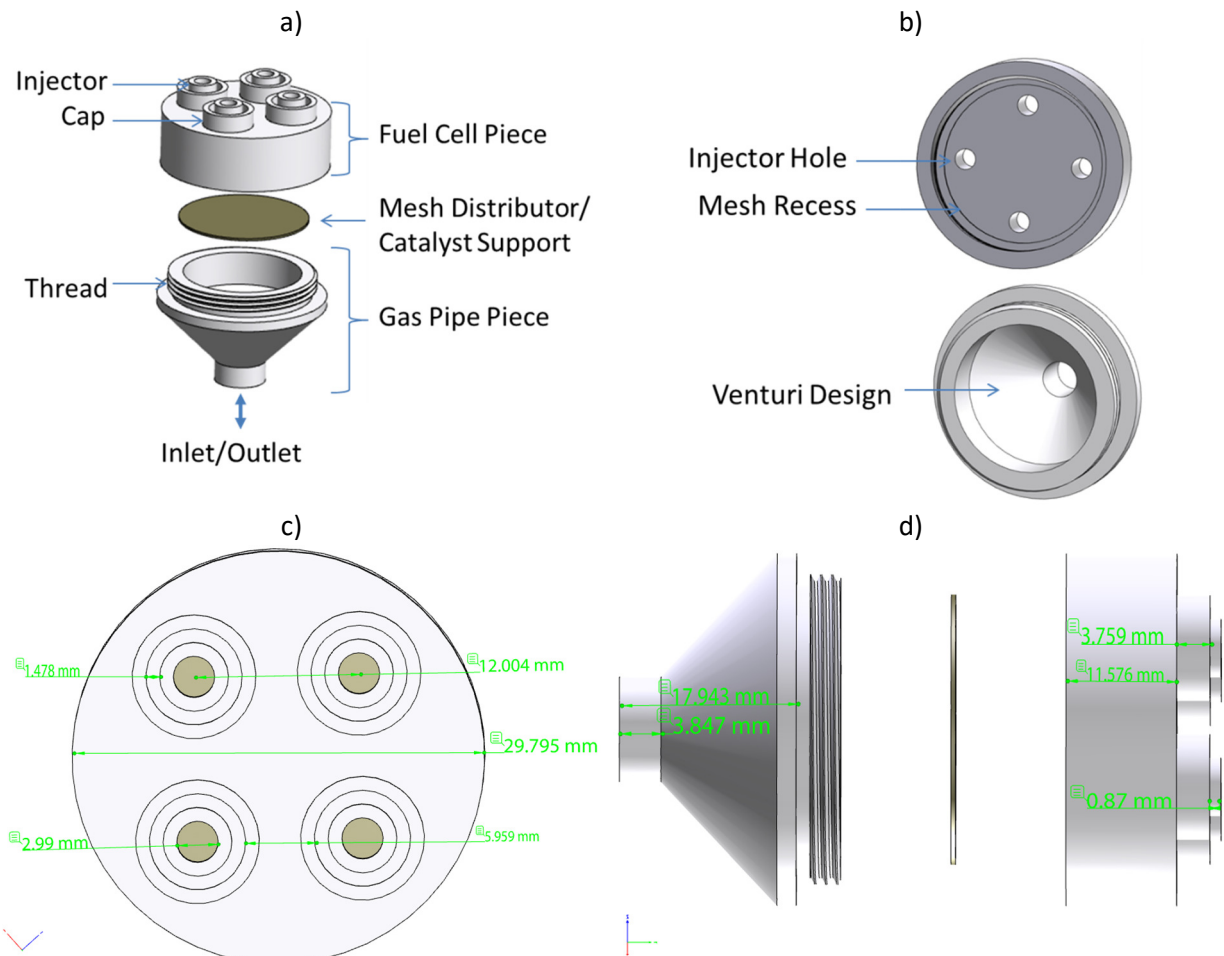 a)
Injector
Cap
Fuel Cell Piece
Mesh Distributor/
Catalyst Support
Thread
Gas Pipe Piece
Inlet/Outlet
b)
Injector Hole
Mesh Recess
Venturi Design
c)
1.478 mm
12.004 mm
29.795 mm
2.99 mm
5.959 mm
d)
17.943 mm
3.847 mm
3.759 mm
11.576 mm
0.87 mm